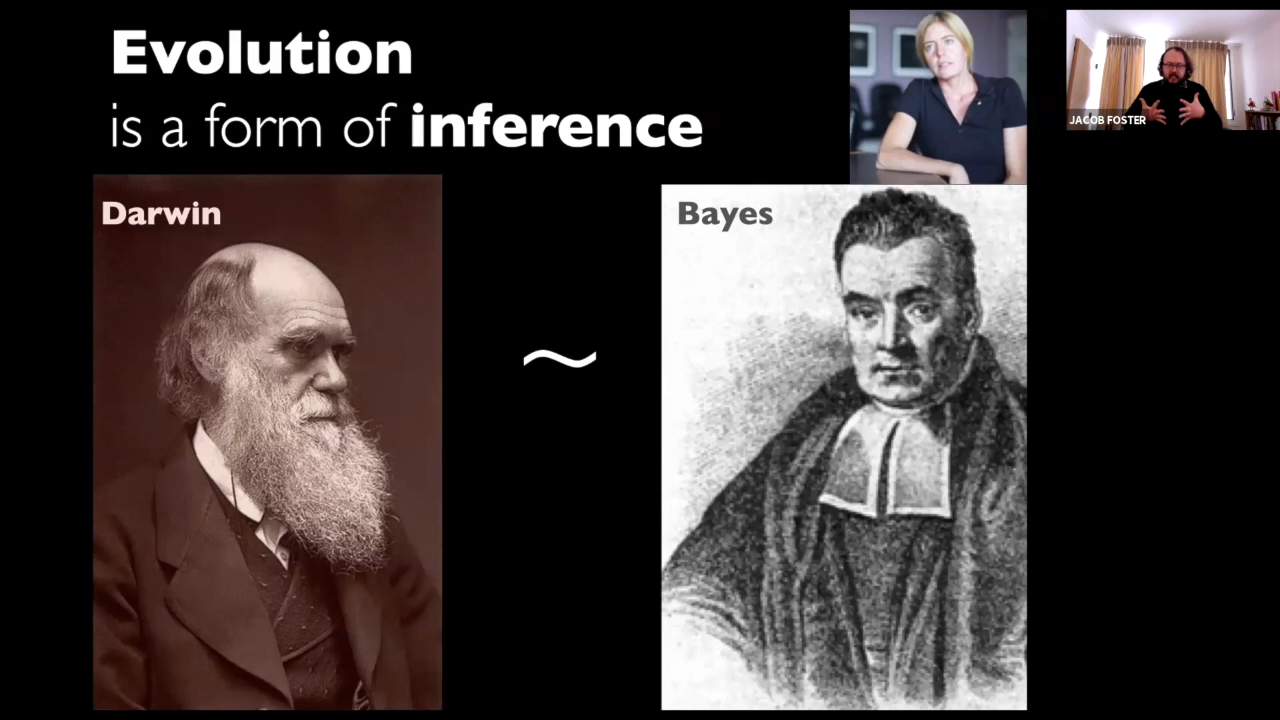 Evolution
is a form of inference
Darwin
~
Bayes
JACOB FOSTER